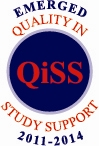 EMERGED
QUALITY IN
QiSS
STUDY SUPPORT
2011-2014